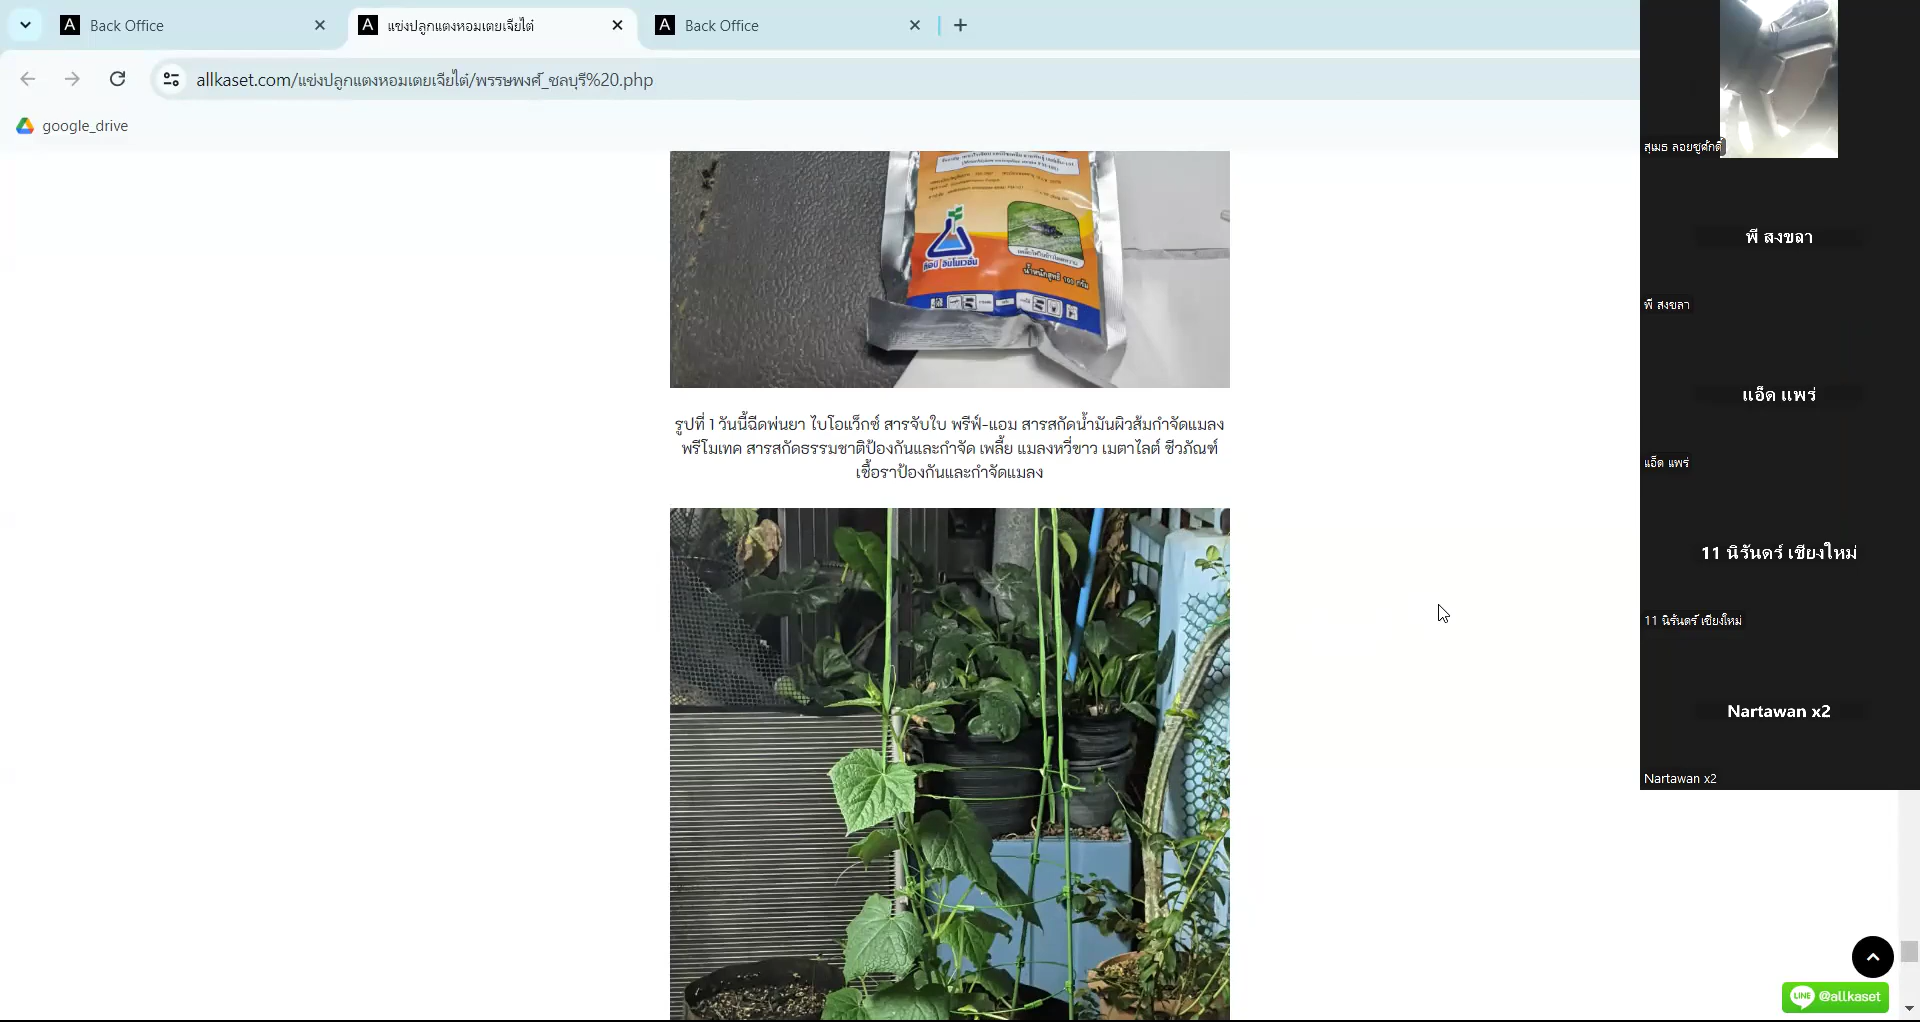 Back Office
แข่งปลูกแตงหอมเตยเจียไต๋
Back Office
allkaset.com/แข่งปลูกแตงหอมเตยเจียไต๋/พรรษพงศ์_ชลบุรี%20.php
google_drive
น้ำหนักสุทธิ 100 กรัม
รูปที่ 1 วันนี้ฉีดพ่นยา ไบโอแว็กซ์ สารจับใบ พรีฟ์-แอม สารสกัดน้ำมันผิวส้มกำจัดแมลง
พรีโมเทค สารสกัดธรรมชาติป้องกันและกำจัด เพลี้ย แมลงหวี่ขาว เมตาไลต์ ชีวภัณฑ์
เชื้อราป้องกันและกำจัดแมลง
สุเมธ ลอยชูศักดิ์
พี สงขลา
พี สงขลา
แอ็ด แพร่
แอ็ด แพร่
11 นิรันดร์ เชียงใหม่
11 นิรันดร์ เชียงใหม่
Nartawan x2
Nartawan x2
LINE @allkaset